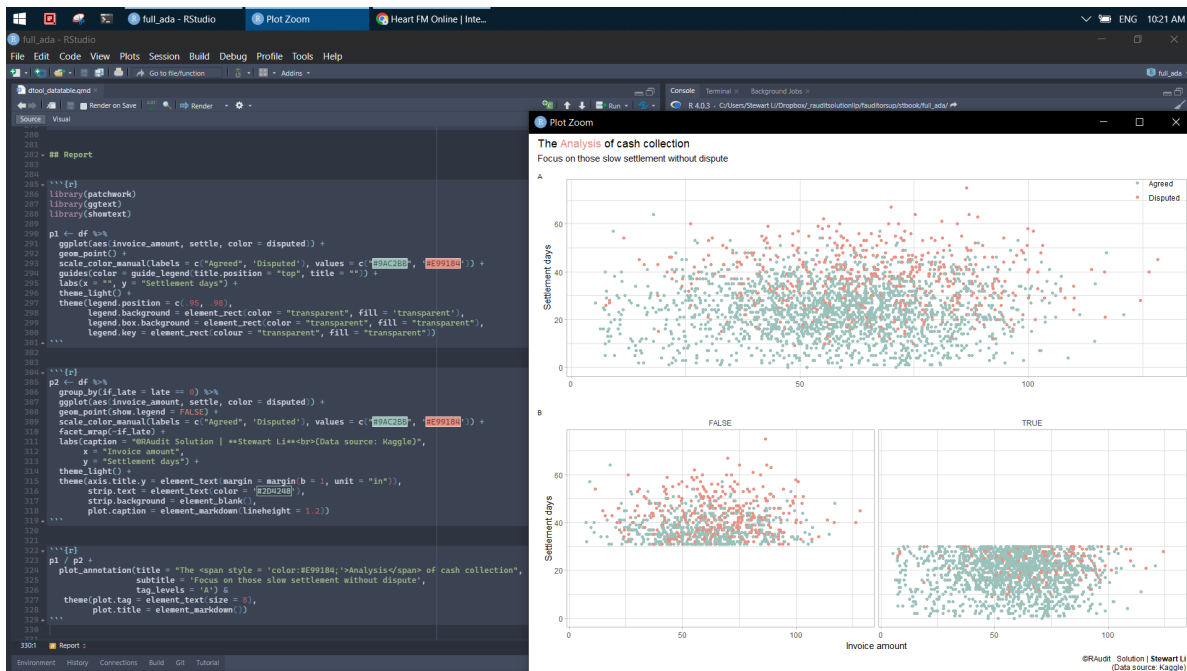 full_ada - RStudio
Plot Zoom
Heart FM Online | Inte...
ENG 10:21 AM
full_ada - RStudio
File Edit Code View Plots Session Build Debug Profile Tools Help
Go to file/function
Addins
full_ada
dtool_datatable.qmd
Render on Save
Render
Run
Source Visual
Console Terminal Background Jobs
R 4.0.3 · C:/Users/Stewart Li/Dropbox/_rauditsolutionllp/fauditorsup/stbook/full_ada/
280
281
282 ## Report
283
284
285 ```{r}
286 library(patchwork)
287 library(ggtext)
288 library(showtext)
289
290 p1 ← df %>%
291 ggplot(aes(invoice_amount, settle, color = disputed)) +
292 geom_point() +
293 scale_color_manual(labels = c("Agreed", 'Disputed'), values = c("#9AC2BB", '#E99184')) +
294 guides(color = guide_legend(title.position = "top", title = "")) +
295 labs(x = "", y = "Settlement days") +
296 theme_light() +
297 theme(legend.position = c(.95, .98),
298 legend.background = element_rect(color = "transparent", fill = 'transparent'),
299 legend.box.background = element_rect(color = "transparent", fill = "transparent"),
300 legend.key = element_rect(colour = "transparent", fill = "transparent"))
301 ```
302
303
304 ```{r}
305 p2 ← df %>%
306 group_by(if_late = late == 0) %>%
307 ggplot(aes(invoice_amount, settle, color = disputed)) +
308 geom_point(show.legend = FALSE) +
309 scale_color_manual(labels = c("Agreed", 'Disputed'), values = c("#9AC2BB", '#E99184')) +
310 facet_wrap(~if_late) +
311 labs(caption = "©RAudit Solution | **Stewart Li**<br>(Data source: Kaggle)",
312 x = "Invoice amount",
313 y = "Settlement days") +
314 theme_light() +
315 theme(axis.title.y = element_text(margin = margin(b = 1, unit = "in")),
316 strip.text = element_text(color = '#2D424B'),
317 strip.background = element_blank(),
318 plot.caption = element_markdown(lineheight = 1.2))
319 ```
320
321
322 ```{r}
323 p1 / p2 +
324 plot_annotation(title = "The <span style = 'color:#E99184;'>Analysis</span> of cash collection",
325 subtitle = 'Focus on those slow settlement without dispute',
326 tag_levels = 'A') &
327 theme(plot.tag = element_text(size = 8),
328 plot.title = element_markdown())
329 ```
330
330:1 Report
Environment History Connections Build Git Tutorial
Plot Zoom
The Analysis of cash collection
Focus on those slow settlement without dispute
A
Agreed
Disputed
Settlement days
60
40
20
0
0 50 100
B
FALSE TRUE
Settlement days
60
40
20
0
0 50 100 0 50 100
Invoice amount
©RAudit Solution | Stewart Li
(Data source: Kaggle)